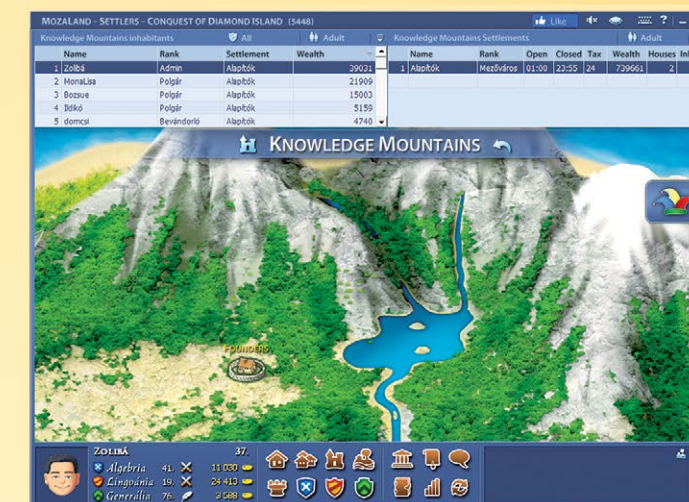 MOZALAND - SETTLERS - CONQUEST OF DIAMOND ISLAND (5448) Like ?
Knowledge Mountains inhabitants All Adult Knowledge Mountains Settlements Adult
Name Rank Settlement Wealth Name Rank Open Closed Tax Wealth Houses
1 Zolibá Admin Alapítók 39031 1 Alapítók Mezőváros 01:00 23:55 24 739661 2
2 MonaLisa Polgár Alapítók 21909
3 Bozsue Polgár Alapítók 15003
4 Ildikó Polgár Alapítók 5159
5 domcsi Bevándorló Alapítók 4740
KNOWLEDGE MOUNTAINS
FOUNDERS
ZOLIBÁ 37.
Algebria 41. 11 030
Lingvánia 19. 24 413
Generália 76. 3 588